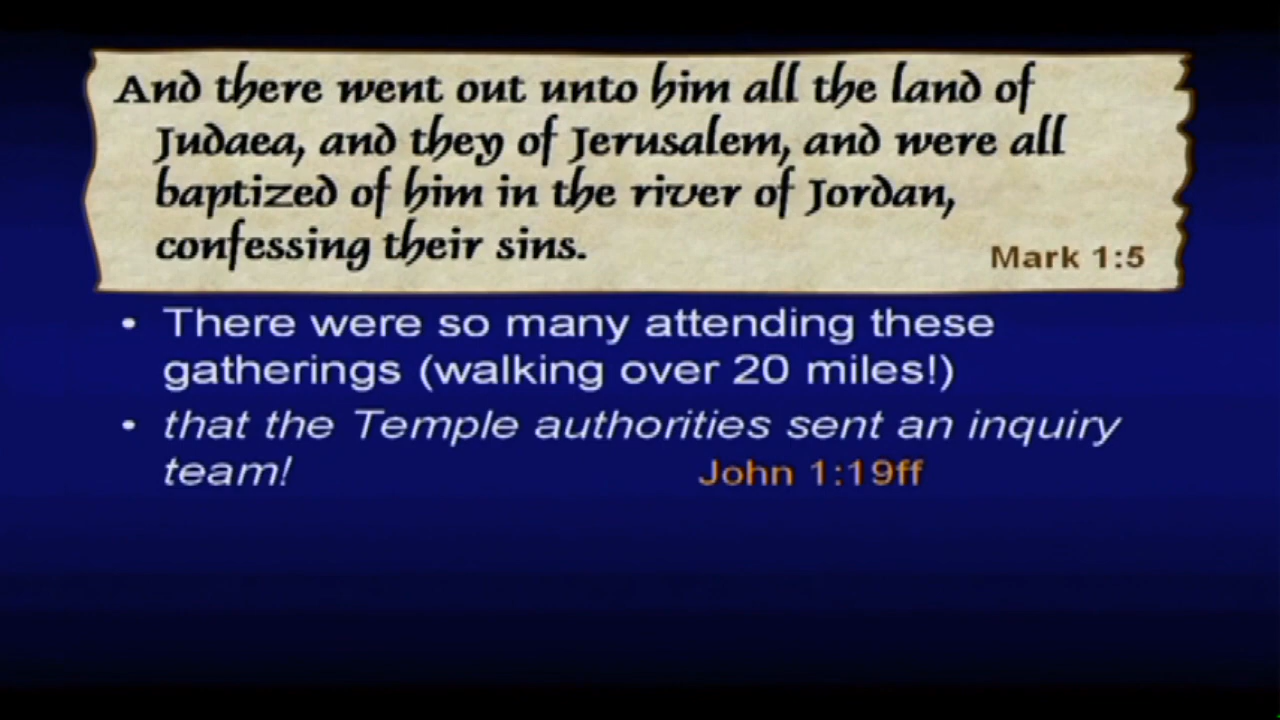 And there went out unto him all the land of
Judaea, and they of Jerusalem, and were all
baptized of him in the river of Jordan,
confessing their sins.
Mark 1:5
• There were so many attending these
gatherings (walking over 20 miles!)
• that the Temple authorities sent an inquiry
team! John 1:19ff